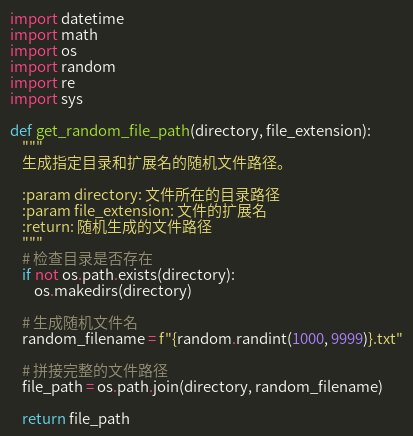 import datetime
import math
import os
import random
import re
import sys

def get_random_file_path(directory, file_extension):
    """
    生成指定目录和扩展名的随机文件路径。

    :param directory: 文件所在的目录路径
    :param file_extension: 文件的扩展名
    :return: 随机生成的文件路径
    """
    # 检查目录是否存在
    if not os.path.exists(directory):
        os.makedirs(directory)

    # 生成随机文件名
    random_filename = f"{random.randint(1000, 9999)}.txt"

    # 拼接完整的文件路径
    file_path = os.path.join(directory, random_filename)

    return file_path